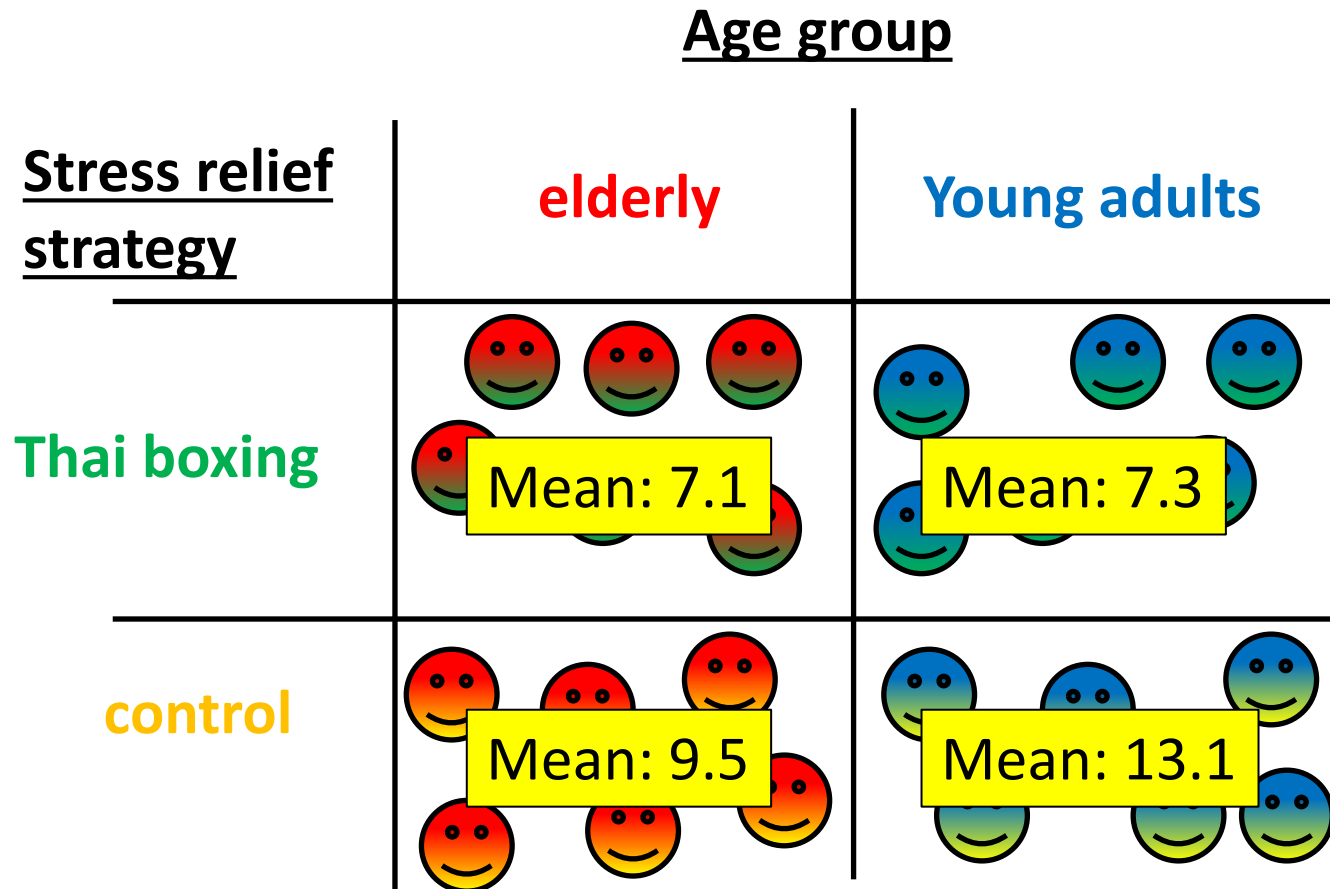 Age group
Stress relief
strategy
elderly
Young adults
Thai boxing
Mean: 7.1
Mean: 7.3
control
Mean: 9.5
Mean: 13.1